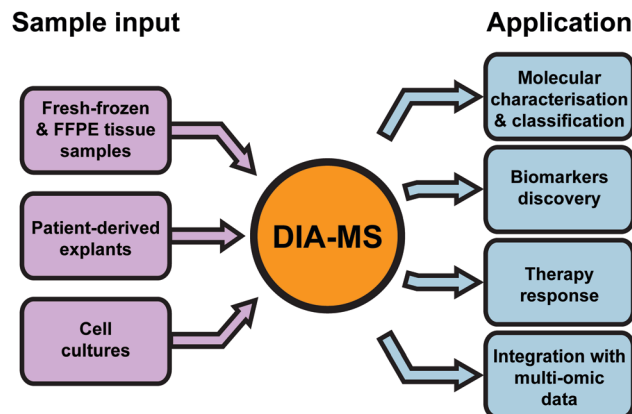 Sample input
Application
Fresh-frozen
& FFPE tissue
samples
Patient-derived
explants
Cell
cultures
DIA-MS
Molecular
characterisation
& classification
Biomarkers
discovery
Therapy
response
Integration with
multi-omic
data